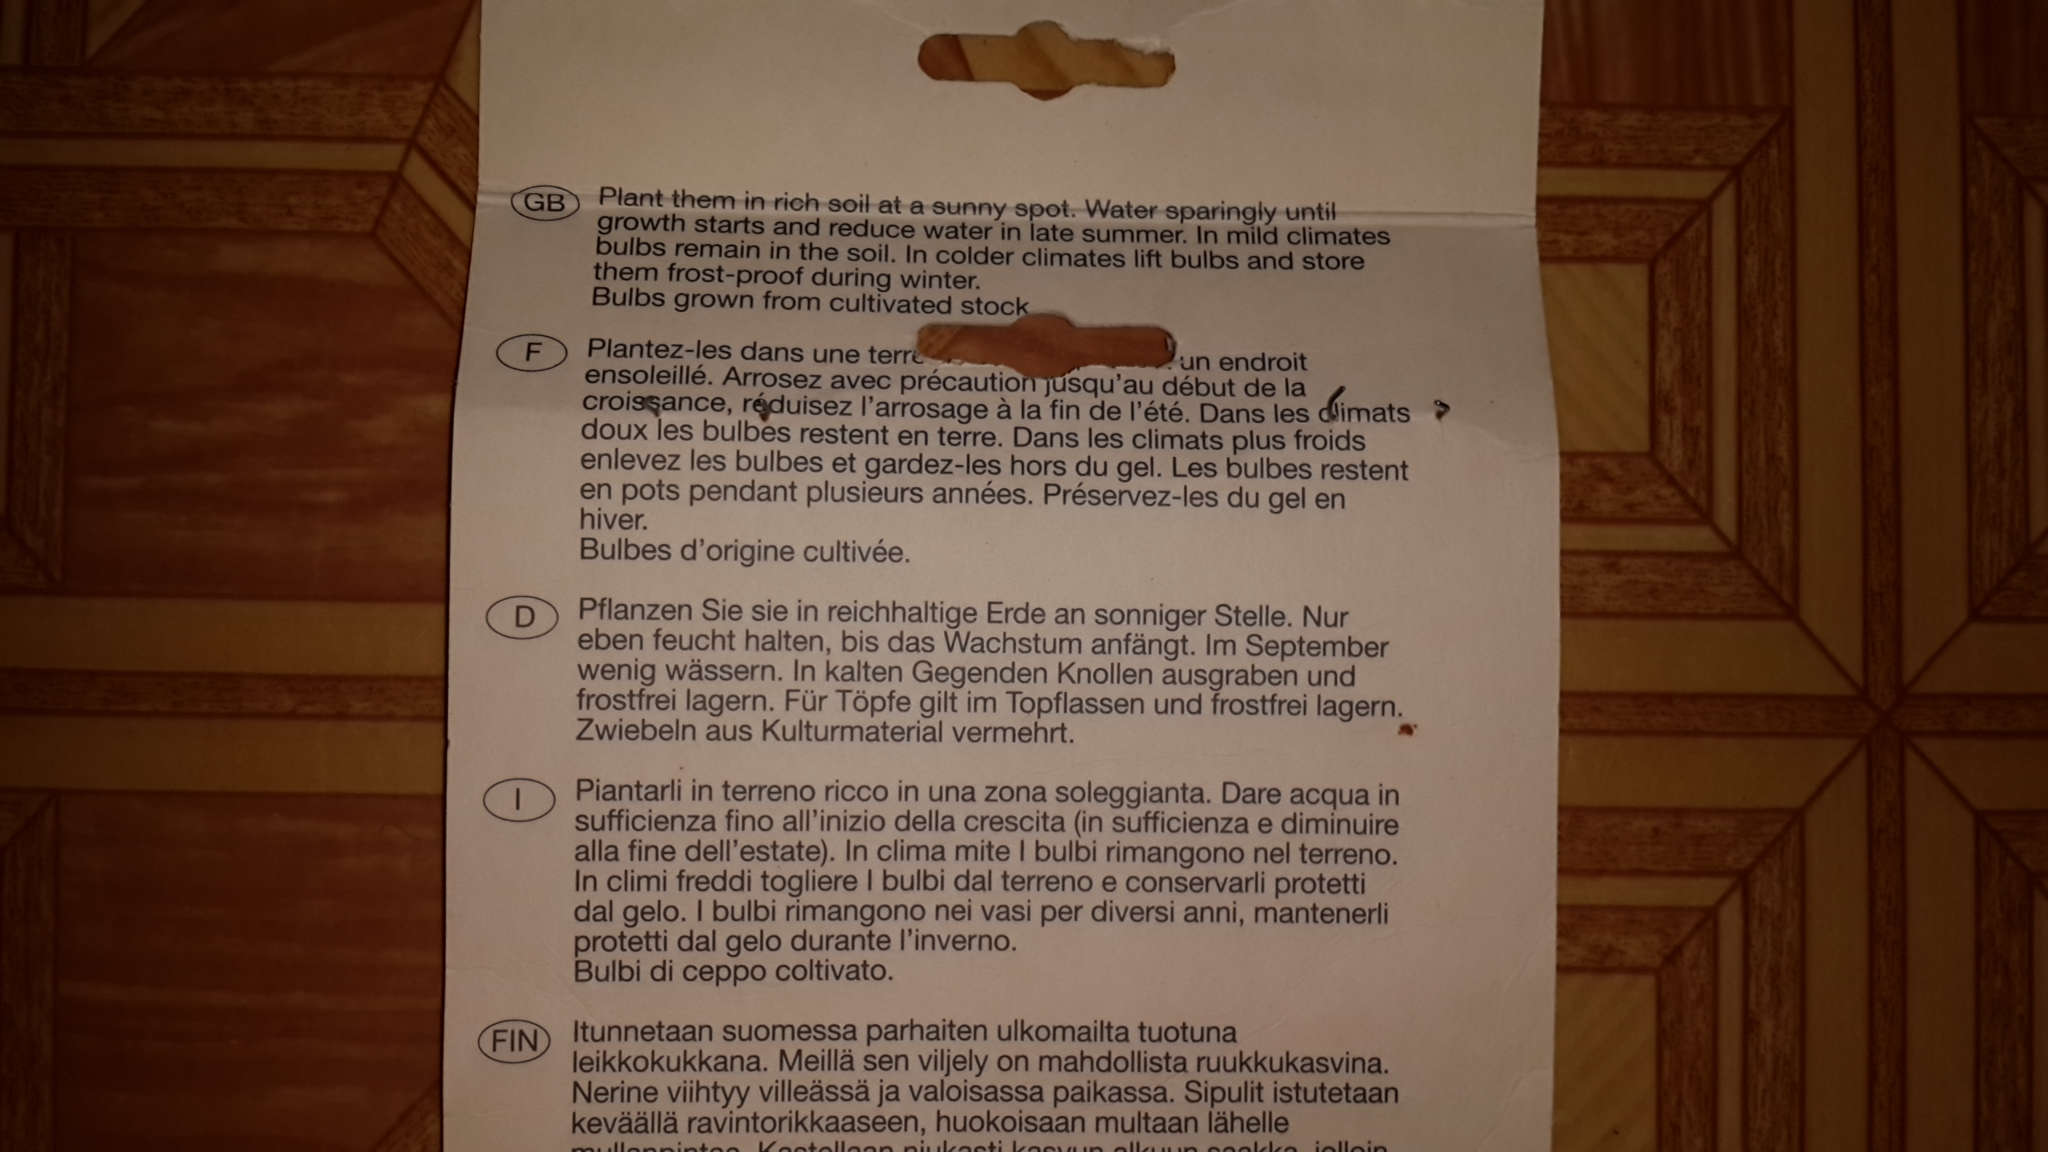 GB Plant them in rich soil at a sunny spot. Water sparingly until
growth starts and reduce water in late summer. In mild climates
bulbs remain in the soil. In colder climates lift bulbs and store
them frost-proof during winter.
Bulbs grown from cultivated stock
F Plantez-les dans une terre un endroit
ensoleillé. Arrosez avec précaution jusqu'au début de la
croissance, réduisez l'arrosage à la fin de l'été. Dans les climats
doux les bulbes restent en terre. Dans les climats plus froids
enlevez les bulbes et gardez-les hors du gel. Les bulbes restent
en pots pendant plusieurs années. Préservez-les du gel en
hiver.
Bulbes d'origine cultivée.
D Pflanzen Sie sie in reichhaltige Erde an sonniger Stelle. Nur
eben feucht halten, bis das Wachstum anfängt. Im September
wenig wässern. In kalten Gegenden Knollen ausgraben und
frostfrei lagern. Für Töpfe gilt im Topflassen und frostfrei lagern.
Zwiebeln aus Kulturmaterial vermehrt.
I Piantarli in terreno ricco in una zona soleggianta. Dare acqua in
sufficienza fino all'inizio della crescita (in sufficienza e diminuire
alla fine dell'estate). In clima mite I bulbi rimangono nel terreno.
In climi freddi togliere I bulbi dal terreno e conservarli protetti
dal gelo. I bulbi rimangono nei vasi per diversi anni, mantenerli
protetti dal gelo durante l'inverno.
Bulbi di ceppo coltivato.
FIN Itunnetaan suomessa parhaiten ulkomailta tuotuna
leikkokukkana. Meillä sen viljely on mahdollista ruukkukasvina.
Nerine viihtyy villeässä ja valoisassa paikassa. Sipulit istutetaan
keväällä ravintorikkaaseen, huokoisaan multaan lähelle